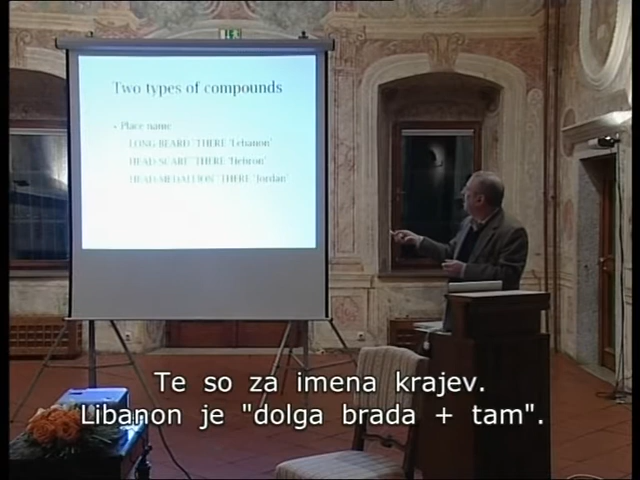 Two types of compounds
- Place name
LONG-BEARD^THERE 'Lebanon'
HEAD-SCARF^THERE 'Hebron'
HEAD-MEDALLION^THERE 'Jordan'
Te so za imena krajev.
Libanon je "dolga brada + tam".